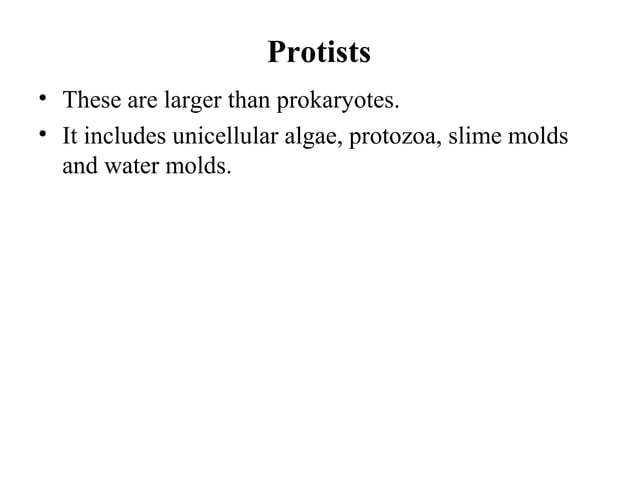 Protists
• These are larger than prokaryotes.
• It includes unicellular algae, protozoa, slime molds
and water molds.